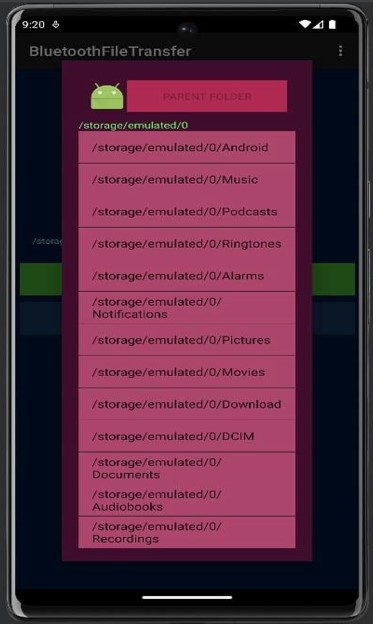 9:20
BluetoothFileTransfer
PARENT FOLDER
/storage/emulated/0
/storage/emulated/0/Android
/storage/emulated/0/Music
/storage/emulated/0/Podcasts
/storage/emulated/0/Ringtones
/storag
/storage/emulated/0/Alarms
/storage/emulated/0/
Notifications
/storage/emulated/0/Pictures
/storage/emulated/0/Movies
/storage/emulated/0/Download
/storage/emulated/0/DCIM
/storage/emulated/0/
Documents
/storage/emulated/0/
Audiobooks
/storage/emulated/0/
Recordings